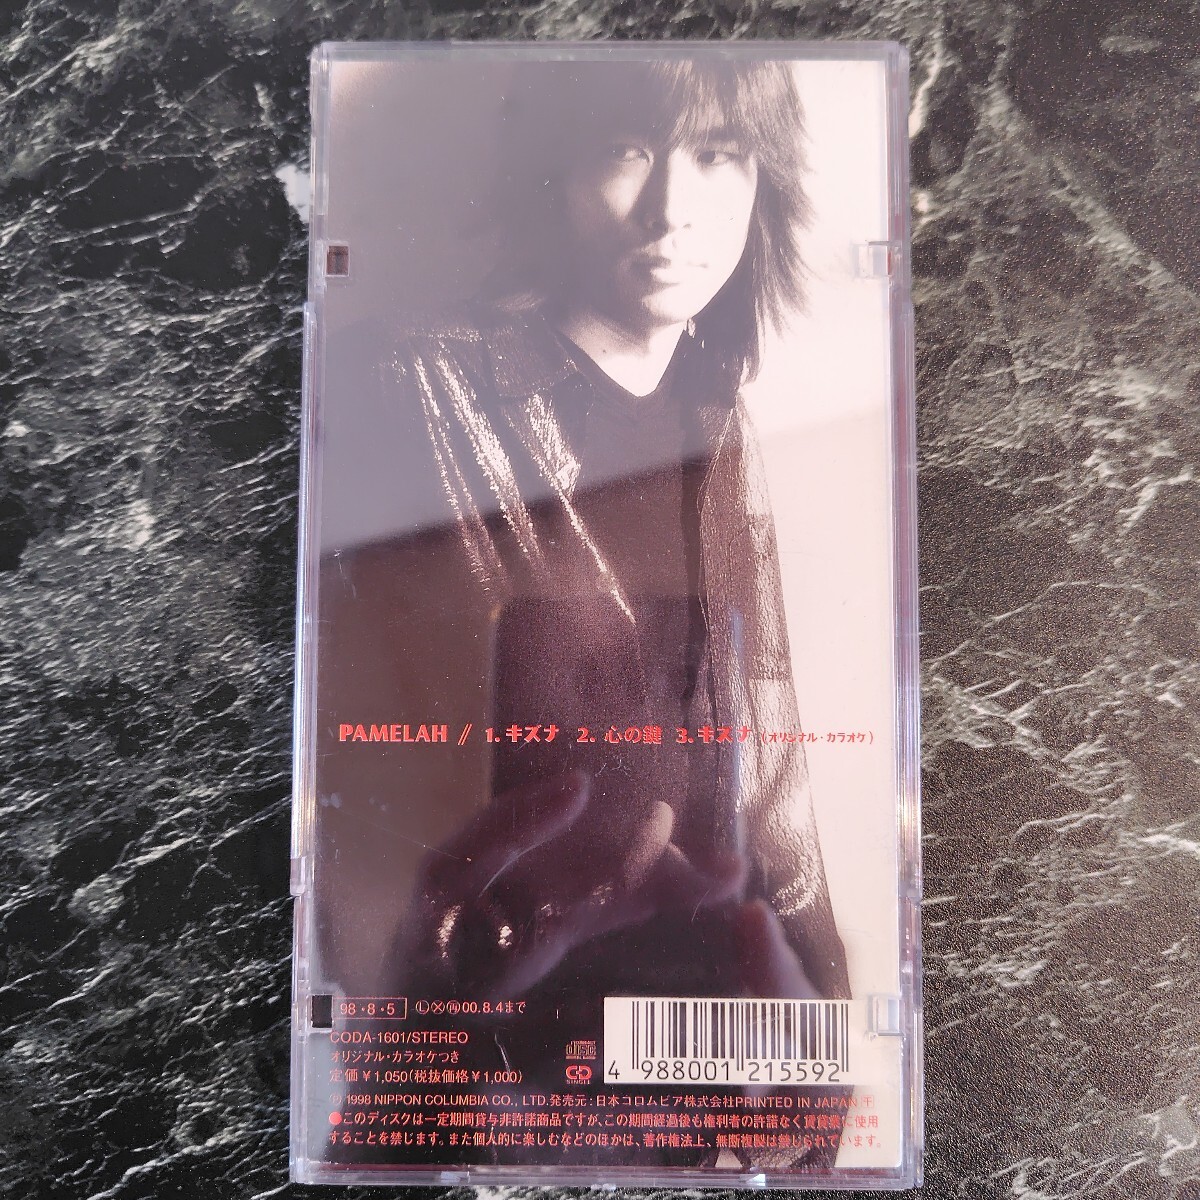 PAMELAH // 1. キズナ 2. 心の鍵 3. キズナ (オリジナル・カラオケ)
98・8・5 Ⓛ Ⓧ ㊞00.8.4まで
CODA-1601/STEREO
オリジナル・カラオケつき
定価￥1,050(税抜価格￥1,000)
COMPACT
DISC
CD
SINGLE
4 988001 215592
Ⓟ 1998 NIPPON COLUMBIA CO., LTD.発売元:日本コロムビア株式会社PRINTED IN JAPAN
●このディスクは一定期間貸与非許諾商品ですが、この期間経過後も権利者の許諾なく賃貸業に使用
することを禁じます。また個人的に楽しむなどのほかは、著作権法上、無断複製は禁じられています。